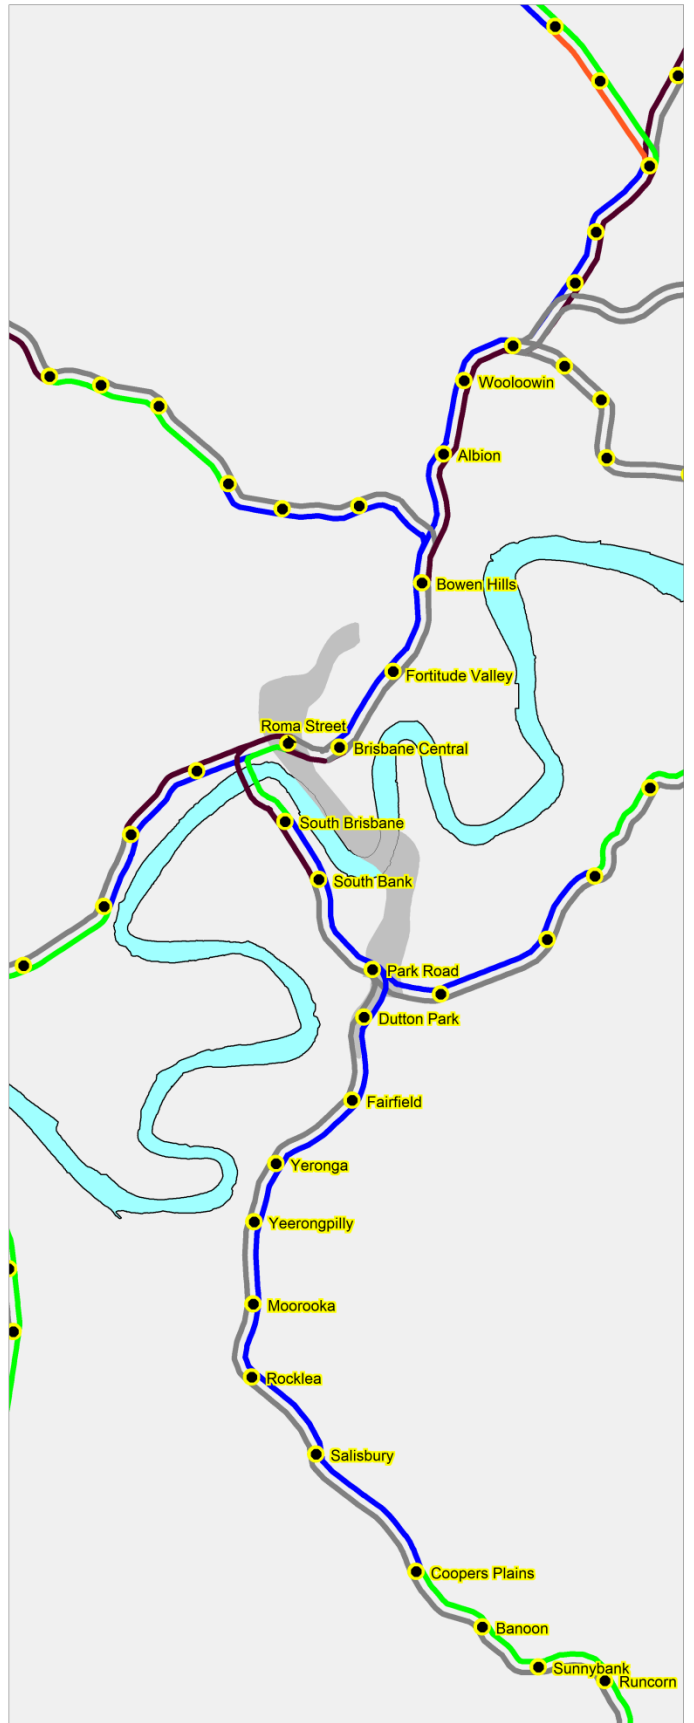 Wooloowin
Albion
Bowen Hills
Fortitude Valley
Roma Street
Brisbane Central
South Brisbane
South Bank
Park Road
Dutton Park
Fairfield
Yeronga
Yeerongpilly
Moorooka
Rocklea
Salisbury
Coopers Plains
Banoon
Sunnybank
Runcorn